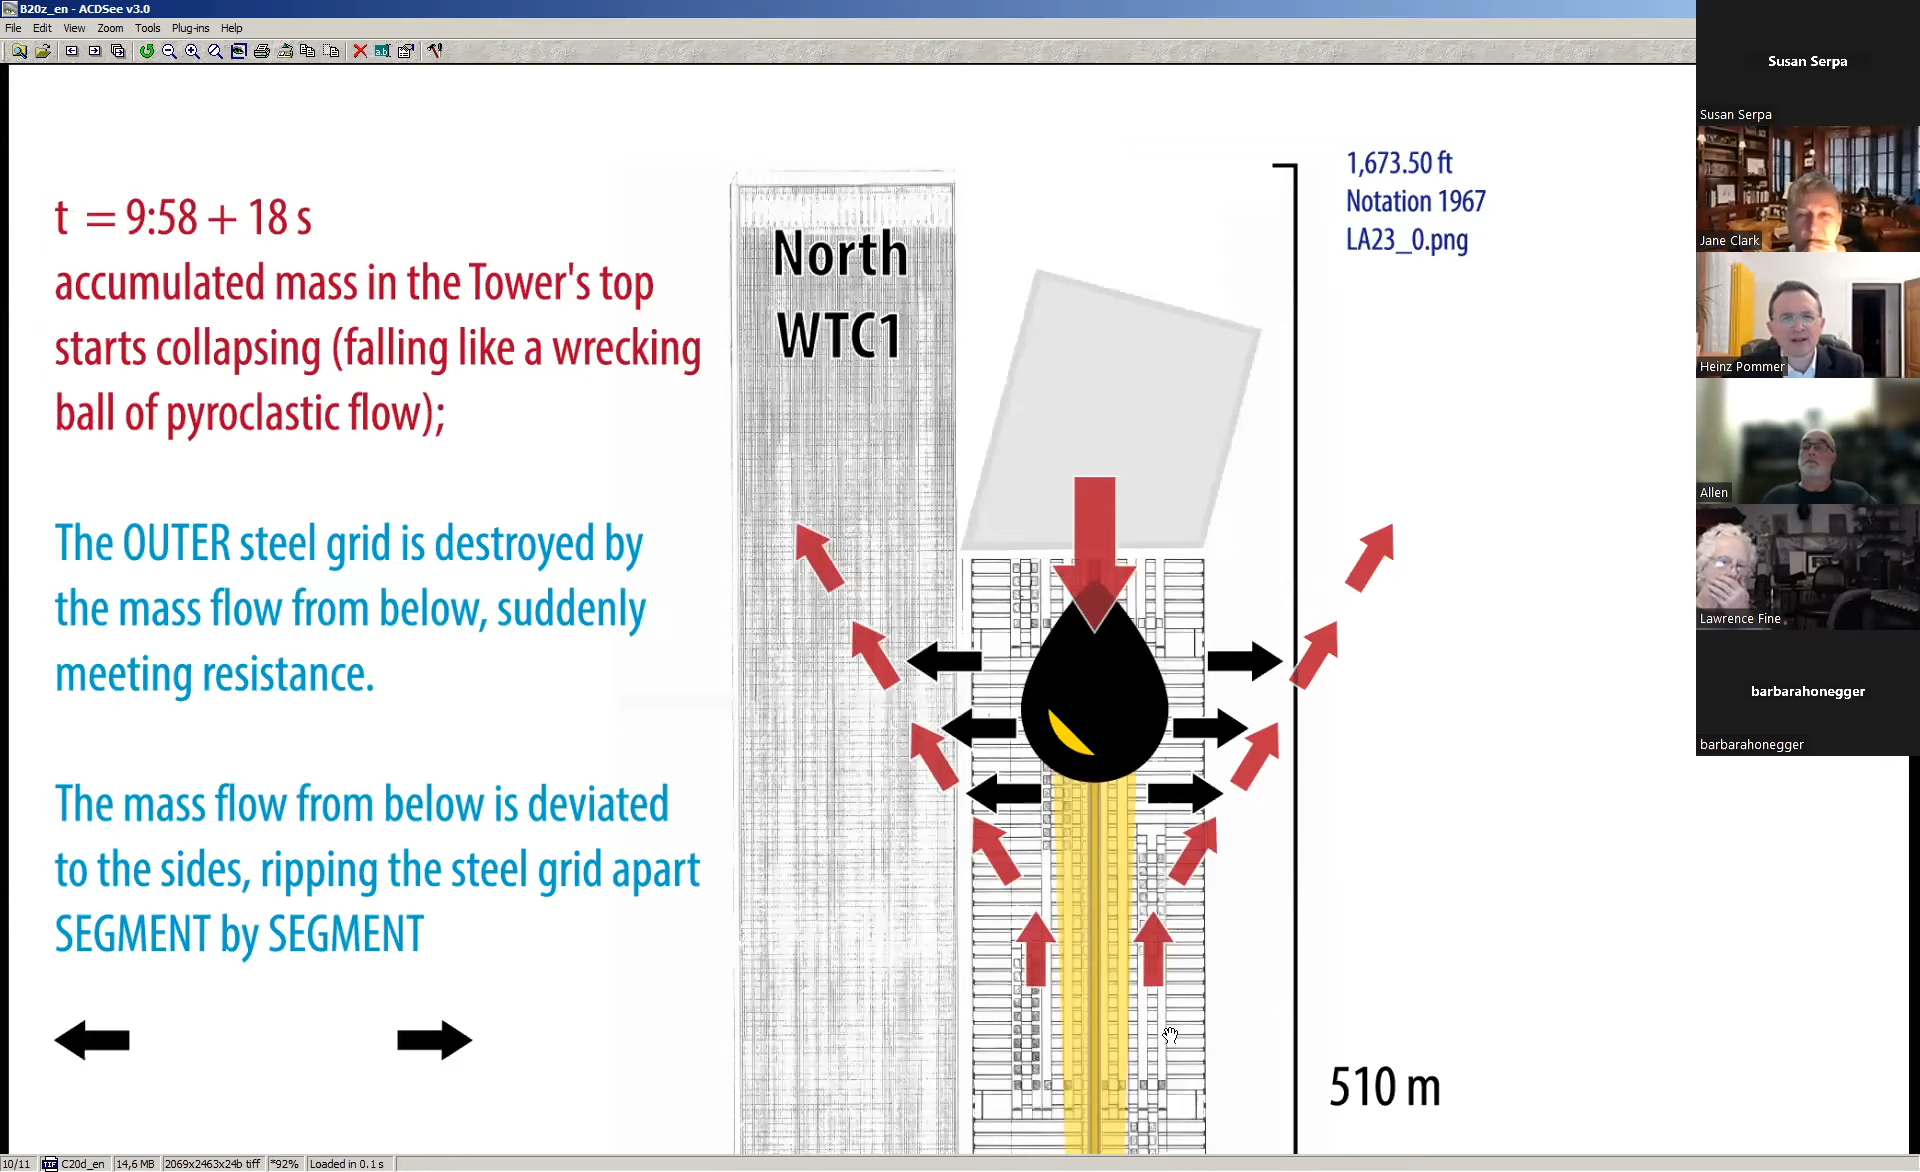 B20z_en - ACDSee v3.0
File Edit View Zoom Tools Plug-ins Help
t = 9:58 + 18 s
accumulated mass in the Tower's top
starts collapsing (falling like a wrecking
ball of pyroclastic flow);
The OUTER steel grid is destroyed by
the mass flow from below, suddenly
meeting resistance.
The mass flow from below is deviated
to the sides, ripping the steel grid apart
SEGMENT by SEGMENT
North
WTC1
1,673.50 ft
Notation 1967
LA23_0.png
510 m
Susan Serpa
Susan Serpa
Jane Clark
Heinz Pommer
Allen
Lawrence Fine
barbarahonegger
barbarahonegger
10/11 TIF C20d_en 14,6 MB 2069x2463x24b tiff *92% Loaded in 0.1 s